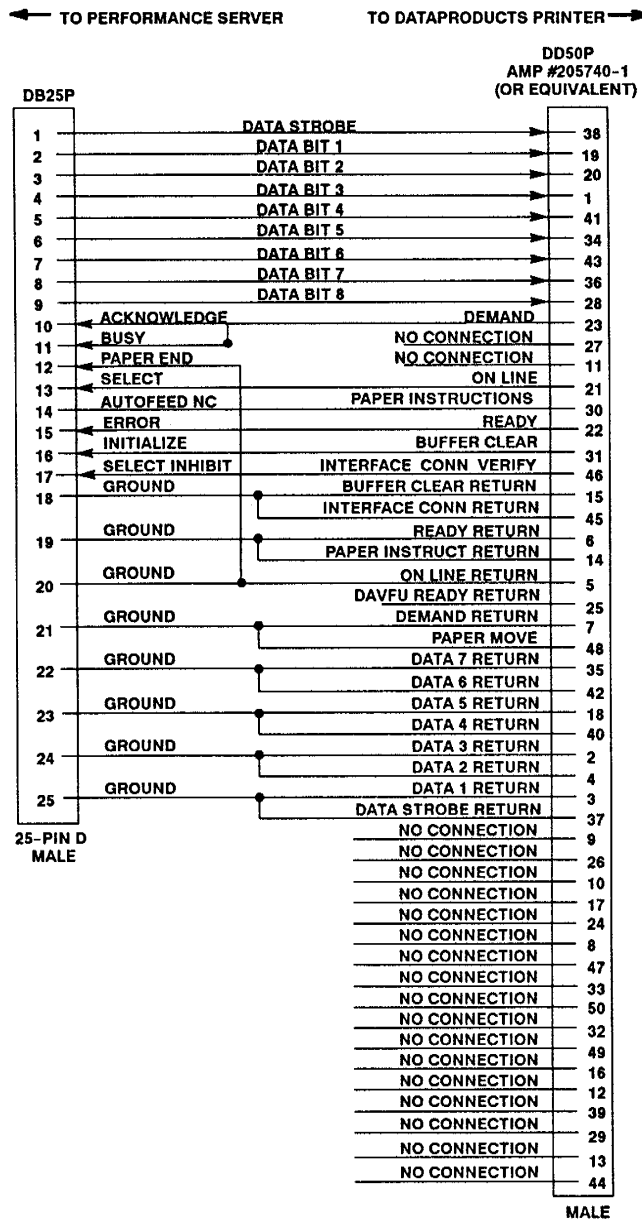 TO PERFORMANCE SERVER TO DATAPRODUCTS PRINTER
DD50P
AMP #205740-1
(OR EQUIVALENT)
DB25P
1 DATA STROBE 38
2 DATA BIT 1 19
3 DATA BIT 2 20
4 DATA BIT 3 1
5 DATA BIT 4 41
6 DATA BIT 5 34
7 DATA BIT 6 43
8 DATA BIT 7 36
9 DATA BIT 8 28
10 ACKNOWLEDGE DEMAND 23
11 BUSY NO CONNECTION 27
12 PAPER END NO CONNECTION 11
13 SELECT ON LINE 21
14 AUTOFEED NC PAPER INSTRUCTIONS 30
15 ERROR READY 22
16 INITIALIZE BUFFER CLEAR 31
17 SELECT INHIBIT INTERFACE CONN VERIFY 46
18 GROUND BUFFER CLEAR RETURN 15
INTERFACE CONN RETURN 45
19 GROUND READY RETURN 6
PAPER INSTRUCT RETURN 14
20 GROUND ON LINE RETURN 5
DAVFU READY RETURN 25
21 GROUND DEMAND RETURN 7
PAPER MOVE 48
22 GROUND DATA 7 RETURN 35
DATA 6 RETURN 42
23 GROUND DATA 5 RETURN 18
DATA 4 RETURN 40
24 GROUND DATA 3 RETURN 2
DATA 2 RETURN 4
25 GROUND DATA 1 RETURN 3
DATA STROBE RETURN 37
25-PIN D
MALE
NO CONNECTION 9
NO CONNECTION 26
NO CONNECTION 10
NO CONNECTION 17
NO CONNECTION 24
NO CONNECTION 8
NO CONNECTION 47
NO CONNECTION 33
NO CONNECTION 50
NO CONNECTION 32
NO CONNECTION 49
NO CONNECTION 16
NO CONNECTION 12
NO CONNECTION 39
NO CONNECTION 29
NO CONNECTION 13
NO CONNECTION 44
MALE